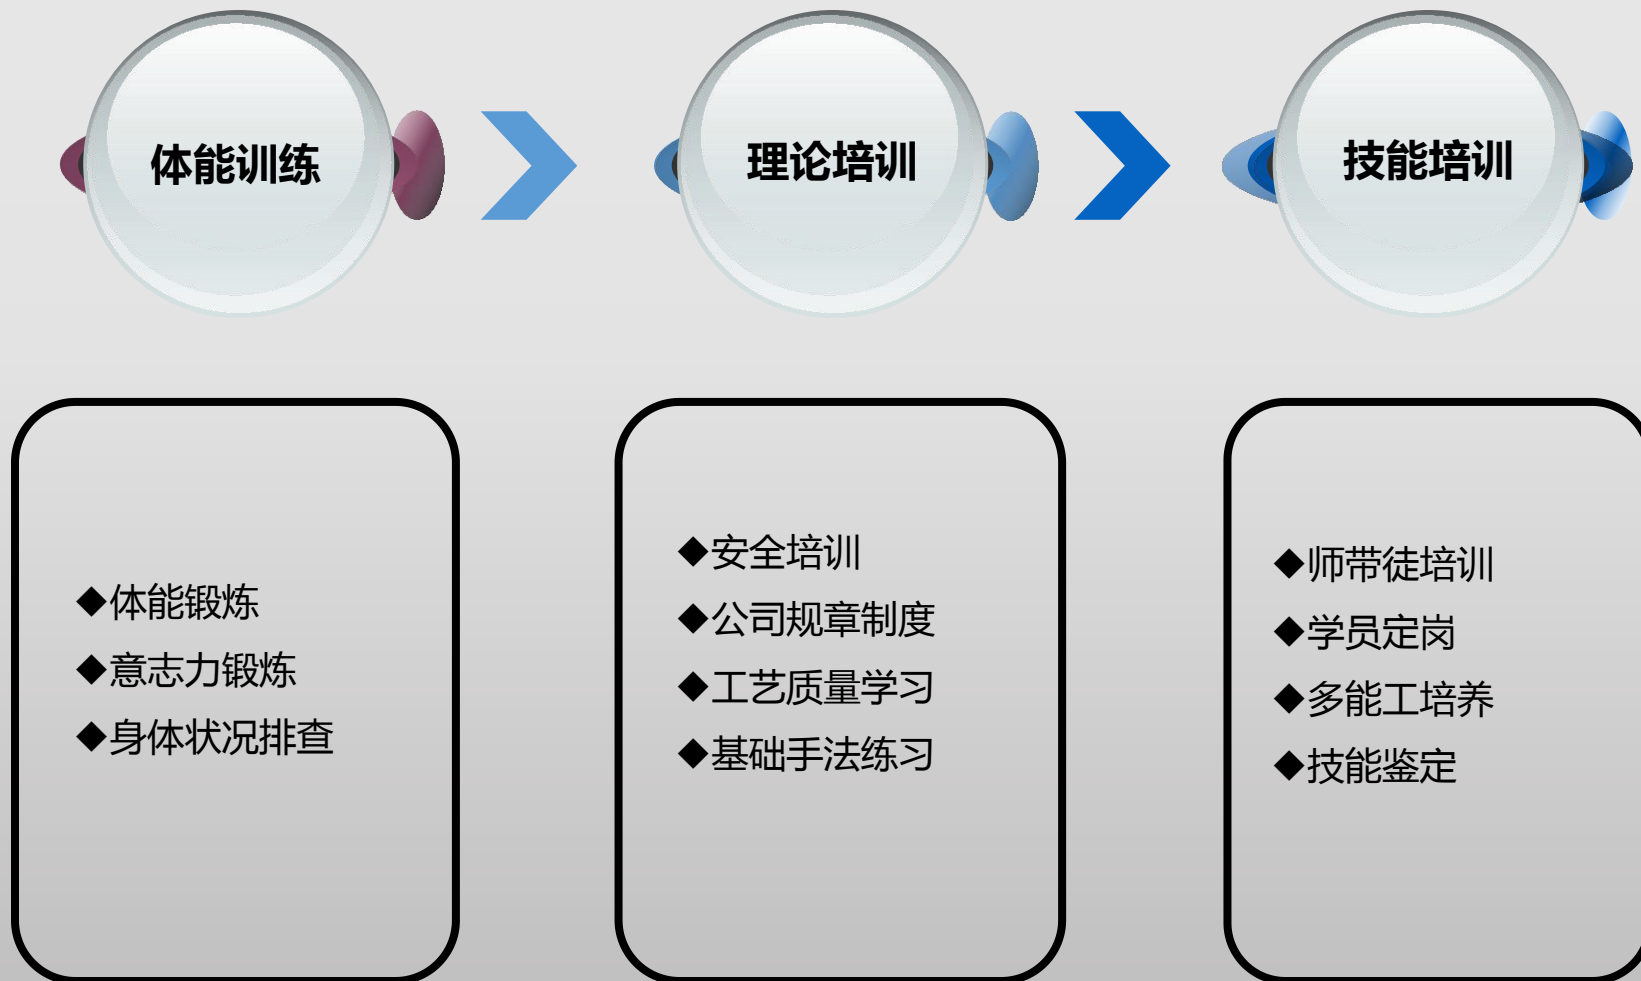 体能训练
理论培训
技能培训
◆体能锻炼
◆意志力锻炼
◆身体状况排查
◆安全培训
◆公司规章制度
◆工艺质量学习
◆基础手法练习
◆师带徒培训
◆学员定岗
◆多能工培养
◆技能鉴定